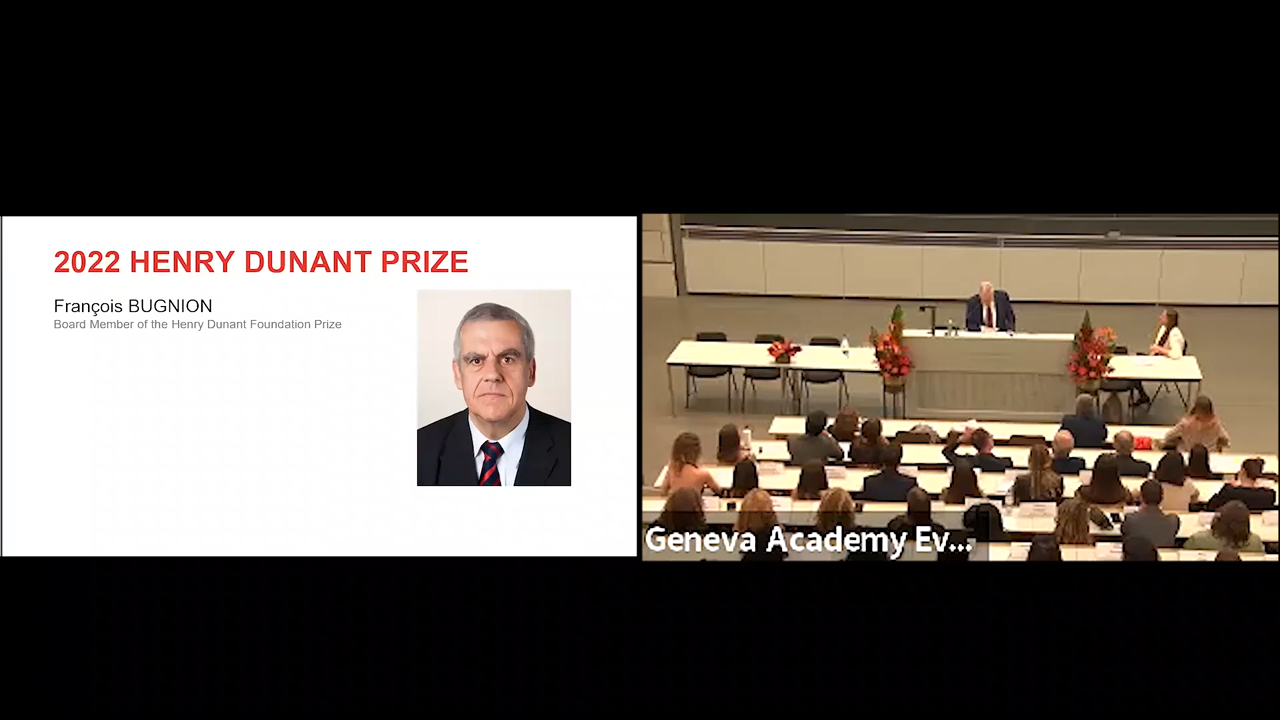 2022 HENRY DUNANT PRIZE
François BUGNION
Board Member of the Henry Dunant Foundation Prize
Geneva Academy Ev...